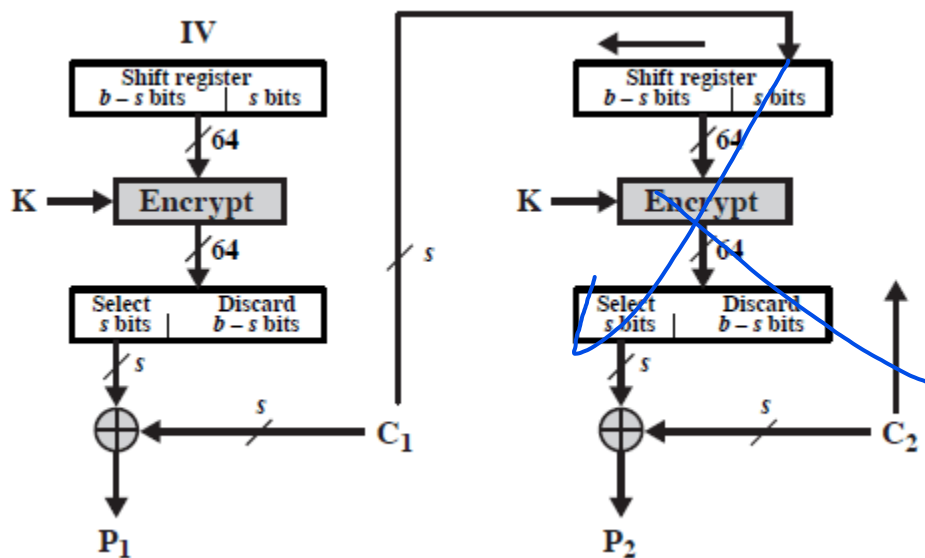 IV
Shift register
b – s bits | s bits
64
K
Encrypt
64
Select Discard
s bits b – s bits
s
s
C1
P1
s
Shift register
b – s bits | s bits
64
K
Encrypt
64
Select Discard
s bits b – s bits
s
s
C2
P2